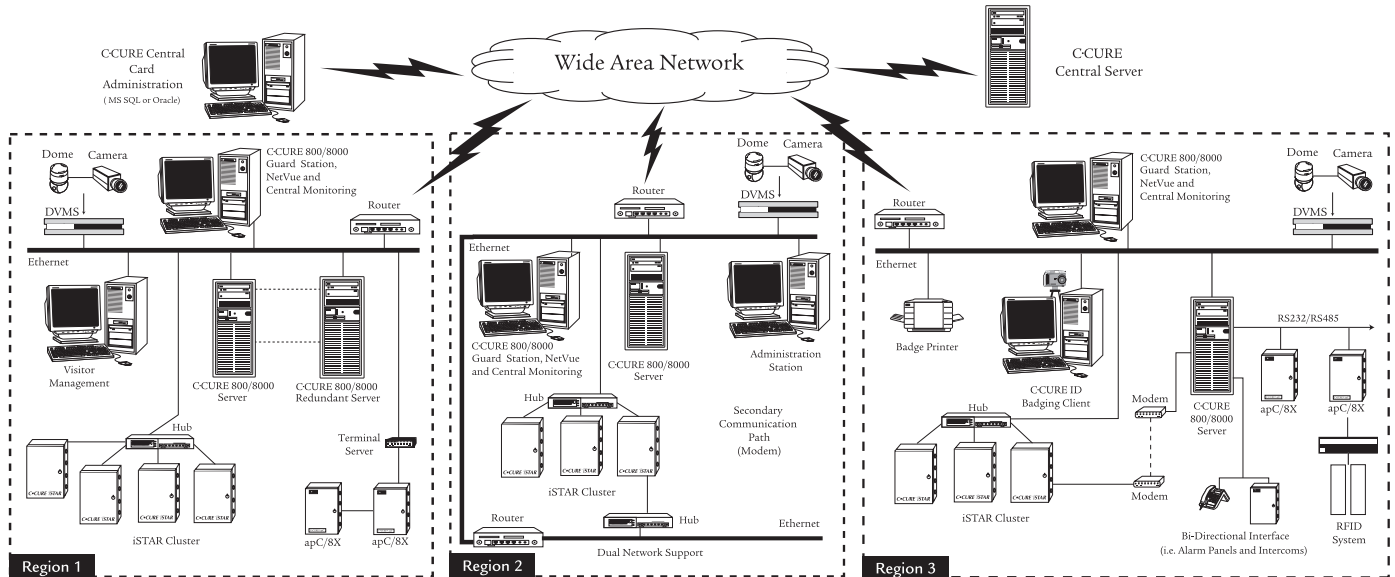 C•CURE Central
Card
Administration
( MS SQL or Oracle)
Wide Area Network
C•CURE
Central Server
Dome
Camera
DVMS
C•CURE 800/8000
Guard Station,
NetVue and
Central Monitoring
Router
Ethernet
Visitor
Management
C•CURE 800/8000
Server
C•CURE 800/8000
Redundant Server
Hub
Terminal
Server
C•CURE iSTAR
C•CURE iSTAR
C•CURE iSTAR
C•CURE iSTAR
iSTAR Cluster
apC/8X
apC/8X
Region 1
Router
Dome
Camera
DVMS
Ethernet
C•CURE 800/8000
Guard Station, NetVue
and Central Monitoring
C•CURE 800/8000
Server
Administration
Station
Hub
Secondary
Communication
Path
(Modem)
C•CURE iSTAR
C•CURE iSTAR
C•CURE iSTAR
iSTAR Cluster
Router
Hub
Ethernet
Dual Network Support
Region 2
Router
C•CURE 800/8000
Guard Station,
NetVue and
Central Monitoring
Dome
Camera
DVMS
Ethernet
Badge Printer
C•CURE ID
Badging Client
RS232/RS485
apC/8X
apC/8X
Modem
C•CURE
800/8000
Server
Hub
C•CURE iSTAR
C•CURE iSTAR
C•CURE iSTAR
iSTAR Cluster
Modem
Bi-Directional Interface
(i.e. Alarm Panels and Intercoms)
RFID
System
Region 3